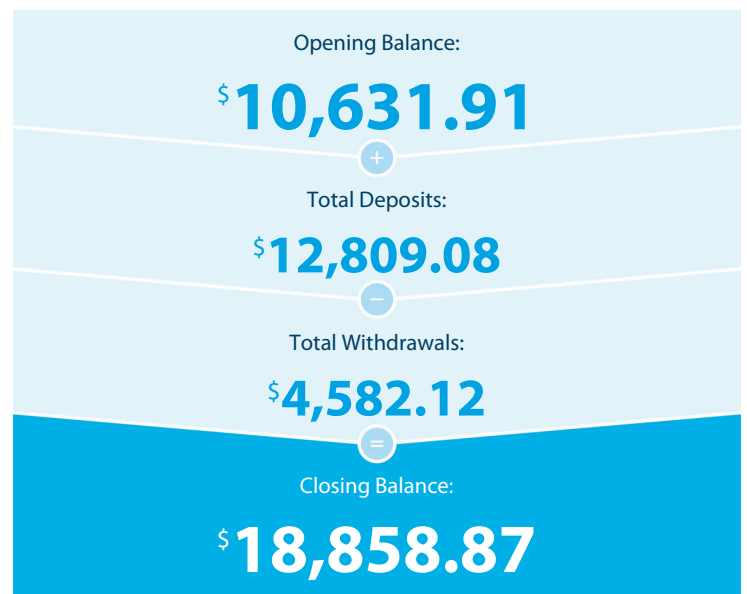 Opening Balance:
$10,631.91
+
Total Deposits:
$12,809.08
−
Total Withdrawals:
$4,582.12
=
Closing Balance:
$18,858.87